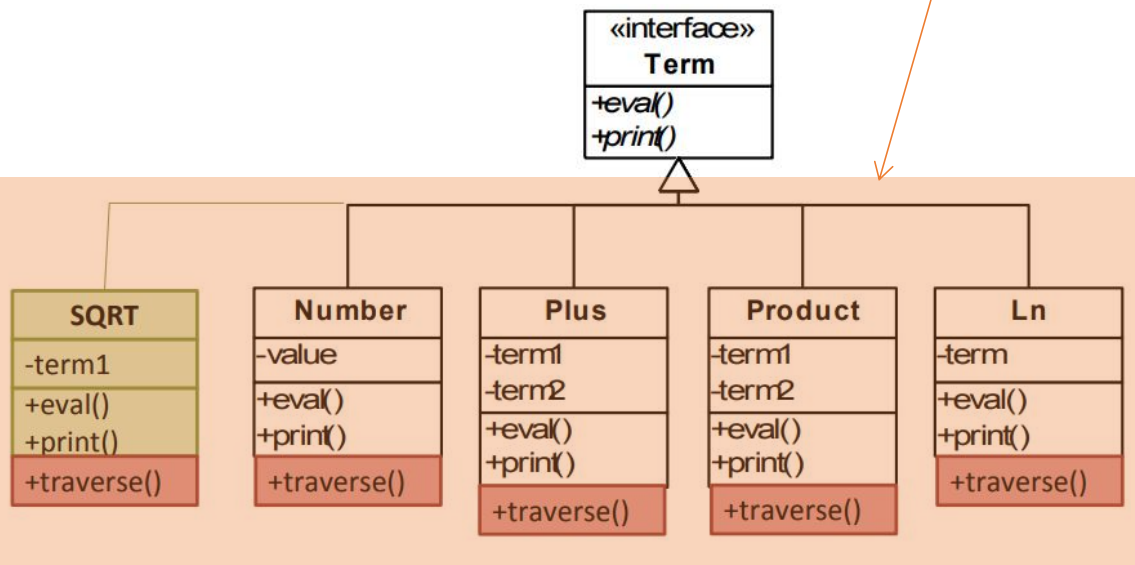 «interface»
Term
+eval()
+print()
SQRT
-term1
+eval()
+print()
+traverse()
Number
-value
+eval()
+print()
+traverse()
Plus
-term1
-term2
+eval()
+print()
+traverse()
Product
-term1
-term2
+eval()
+print()
+traverse()
Ln
-term
+eval()
+print()
+traverse()